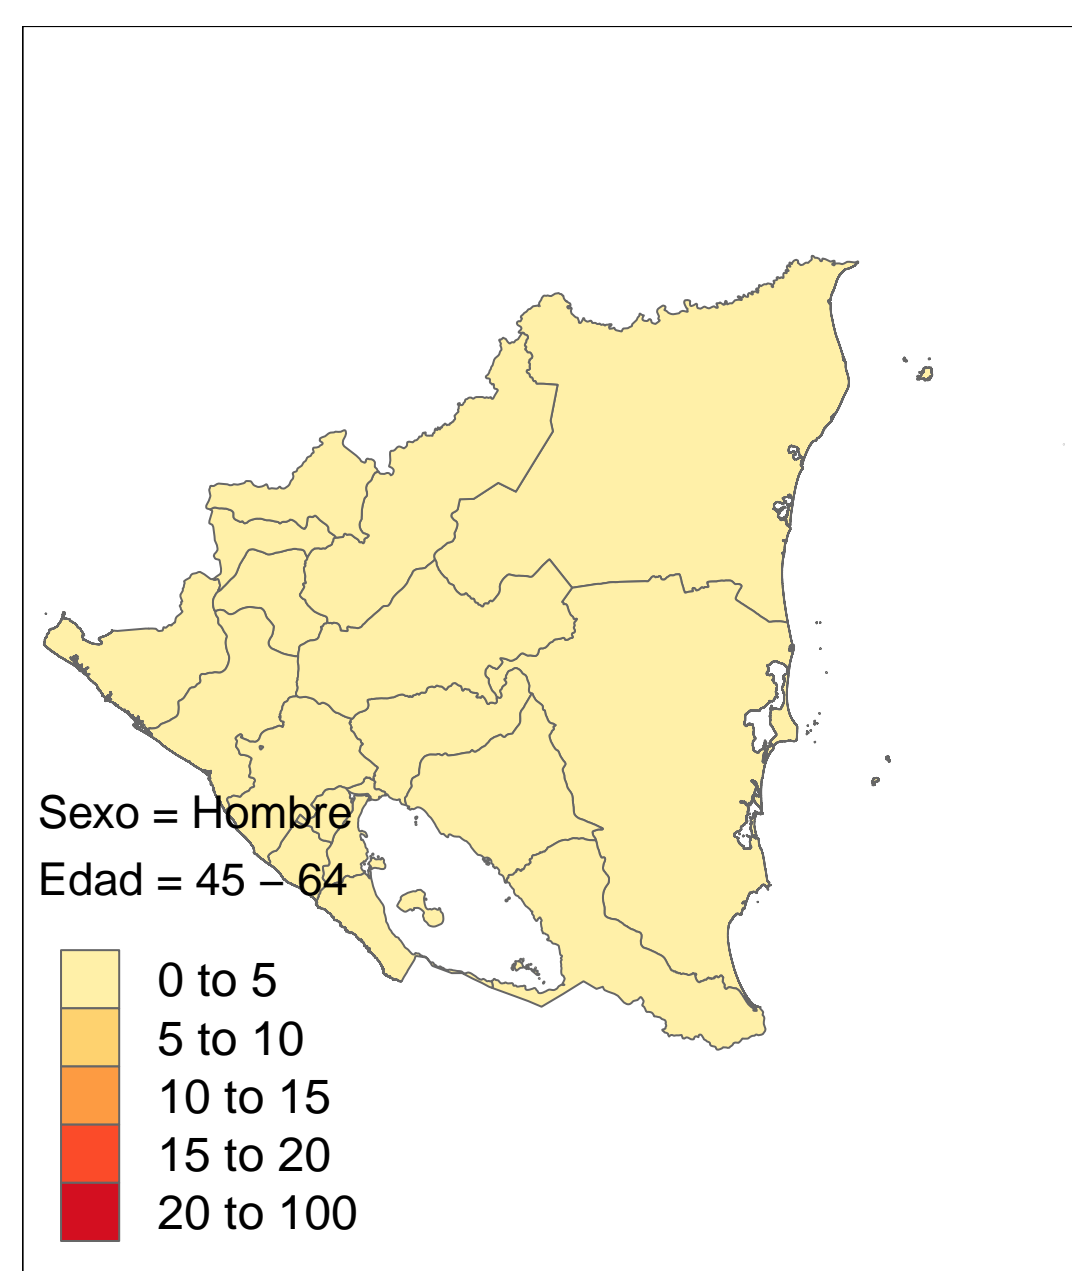 Sexo = Hombre
Edad = 45 – 64
0 to 5
5 to 10
10 to 15
15 to 20
20 to 100